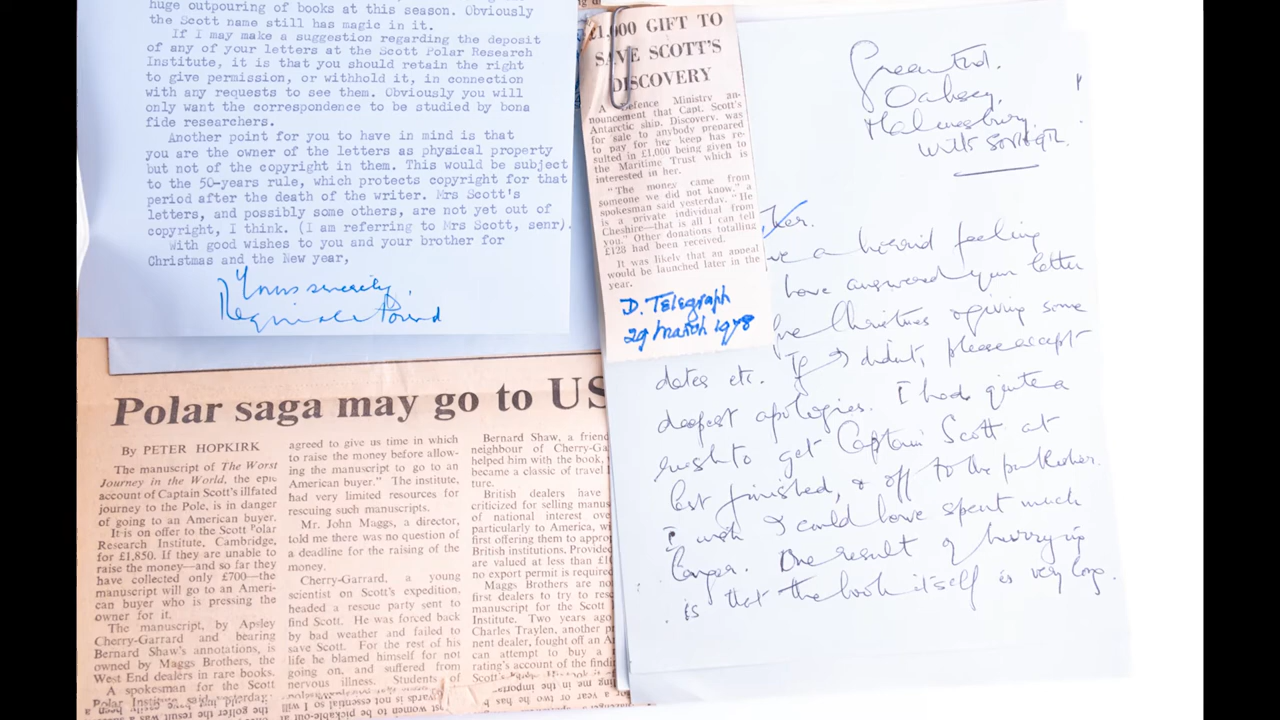 huge outpouring of books at this season. Obviously
the Scott name still has magic in it.
If I may make a suggestion regarding the deposit
of any of your letters at the Scott Polar Research
Institute, it is that you should retain the right
to give permission, or withhold it, in connection
with any requests to see them. Obviously you will
only want the correspondence to be studied by bona
fide researchers.
Another point for you to have in mind is that
you are the owner of the letters as physical property
but not of the copyright in them. This would be subject
to the 50-years rule, which protects copyright for that
period after the death of the writer. Mrs Scott's
letters, and possibly some others, are not yet out of
copyright, I think. (I am referring to Mrs Scott, senr).
With good wishes to you and your brother for
Christmas and the New year,
Yours sincerely,
Reginald Pound
£1,000 GIFT TO
SAVE SCOTT'S
DISCOVERY
A Defence Ministry an-
nouncement that Capt. Scott's
Antarctic ship, Discovery, was
for sale to anybody prepared
to pay for her keep has re-
sulted in £1,000 being given to
the Maritime Trust which is
interested in her.
"The money came from
someone we did not know," a
spokesman said yesterday. "He
is a private individual from
Cheshire—that is all I can tell
you." Other donations totalling
£128 had been received.
It was likely that an appeal
would be launched later in the
year.
D. Telegraph
29 March 1978
Oaksey,
Malmesbury,
Wilts
a horrid feeling
have answered your letter
Christmas giving some
dates etc. If I didn't, please accept
deepest apologies. I had quite a
rush to get Captain Scott at
last finished, & off to the publisher.
I wish I could have spent much
longer. One result of hurrying
is that the book itself is very long.
Polar saga may go to US
By PETER HOPKIRK
The manuscript of The Worst
Journey in the World, the epic
account of Captain Scott's illfated
journey to the Pole, is in danger
of going to an American buyer.
It is on offer to the Scott Polar
Research Institute, Cambridge,
for £1,850. If they are unable to
raise the money—and so far they
have collected only £700—the
manuscript will go to an Ameri-
can buyer who is pressing the
owner for it.
The manuscript, by Apsley
Cherry-Garrard and bearing
Bernard Shaw's annotations, is
owned by Maggs Brothers, the
West End dealers in rare books.
A spokesman for the Scott
Polar Institute said yesterday:
agreed to give us time in which
to raise the money before allow-
ing the manuscript to go to an
American buyer." The institute,
had very limited resources for
rescuing such manuscripts.
Mr. John Maggs, a director,
told me there was no question of
a deadline for the raising of the
money.
Cherry-Garrard, a young
scientist on Scott's expedition,
headed a rescue party sent to
find Scott. He was forced back
by bad weather and failed to
save Scott. For the rest of his
life he blamed himself for not
going on, and suffered from
nervous illness. Students of
Bernard Shaw, a friend
neighbour of Cherry-Ga
helped him with the book,
became a classic of travel
ture.
British dealers have
criticized for selling manus
of national interest ove
particularly to America, wi
first offering them to appro
British institutions. Provided
are valued at less than £1
no export permit is required
Maggs Brothers are no
first dealers to try to res
manuscript for the Scott
Institute. Two years ago
Charles Traylen, another p
nent dealer, fought off an A
can attempt to buy a
rating's account of the findi